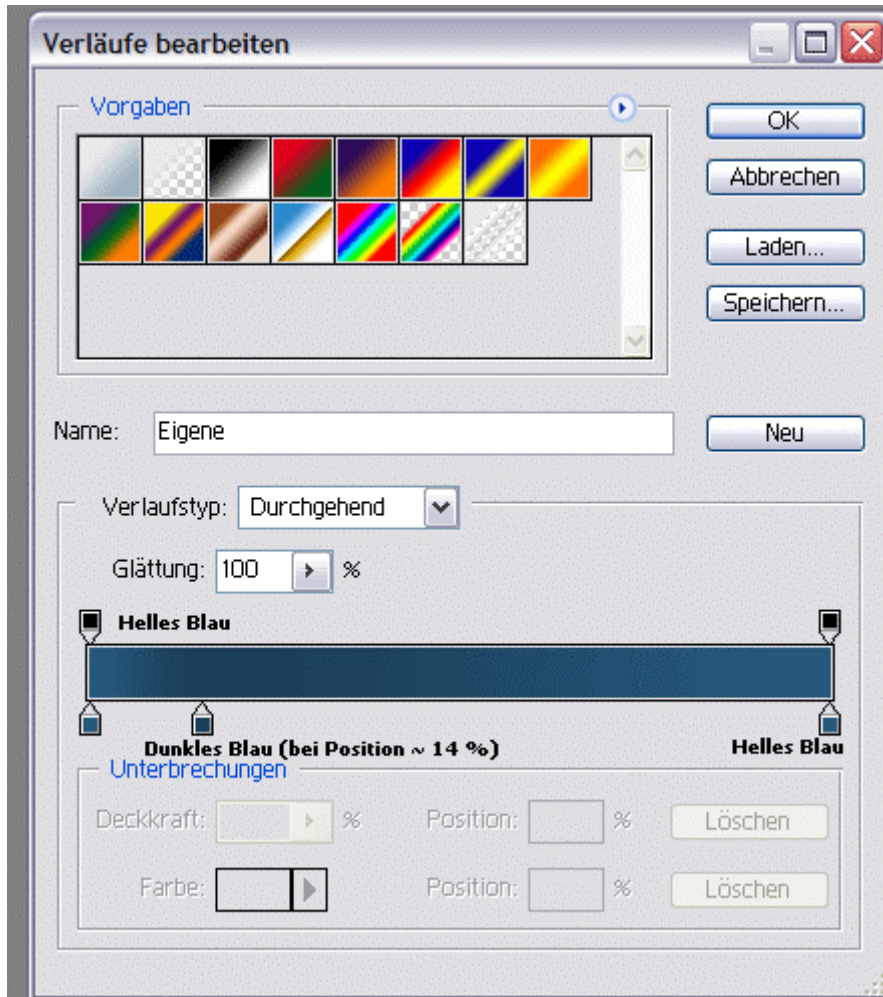 Verläufe bearbeiten
Vorgaben
OK
Abbrechen
Laden...
Speichern...
Name: Eigene
Neu
Verlaufstyp: Durchgehend
Glättung: 100 %
Helles Blau
Dunkles Blau (bei Position ~ 14 %)
Helles Blau
Unterbrechungen
Deckkraft: % Position: % Löschen
Farbe: Position: % Löschen